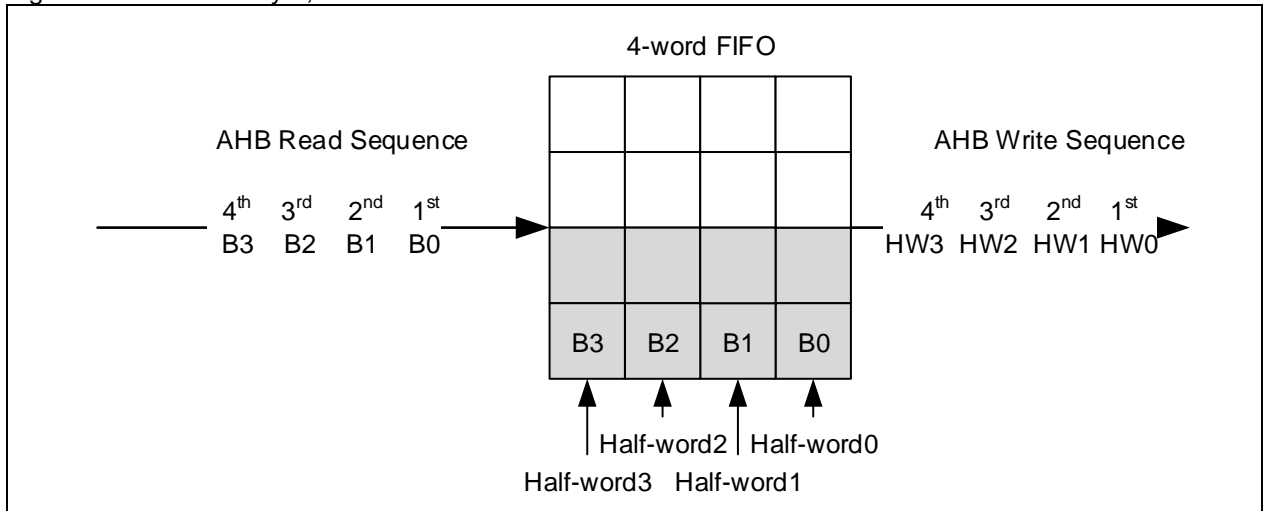 4-word FIFO
AHB Read Sequence
AHB Write Sequence
4th 3rd 2nd 1st
B3 B2 B1 B0
4th 3rd 2nd 1st
HW3 HW2 HW1 HW0
B3 B2 B1 B0
Half-word2 Half-word0
Half-word3 Half-word1